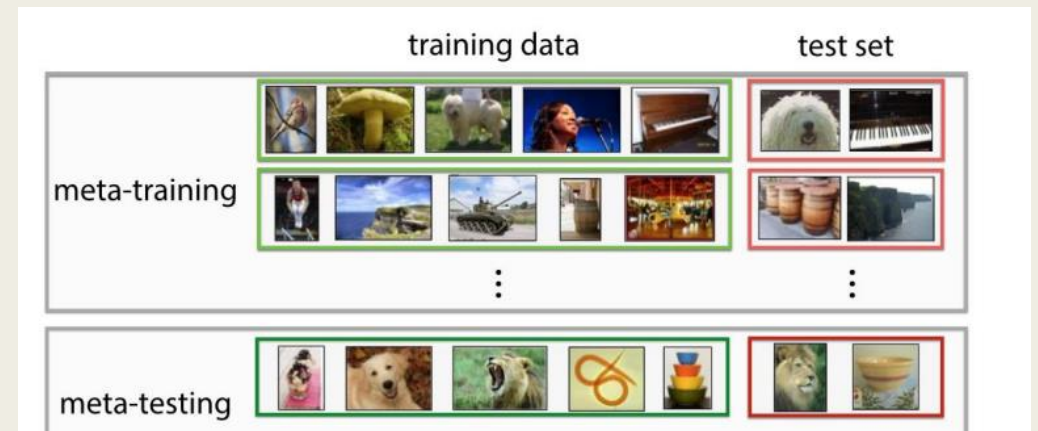 training data
test set
meta-training
⋮
⋮
meta-testing